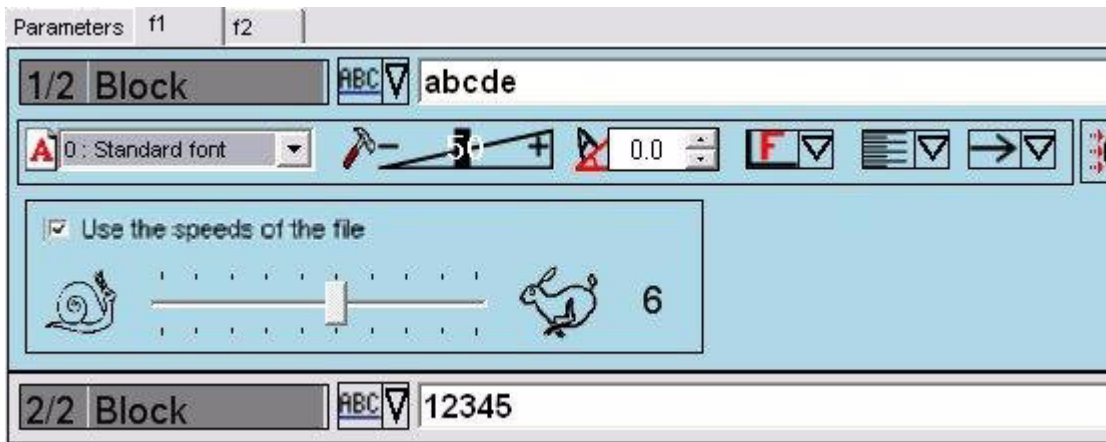 Parameters f1 f2
1/2 Block ABC abcde
A 0 : Standard font 50 0.0 F
Use the speeds of the file
6
2/2 Block ABC 12345